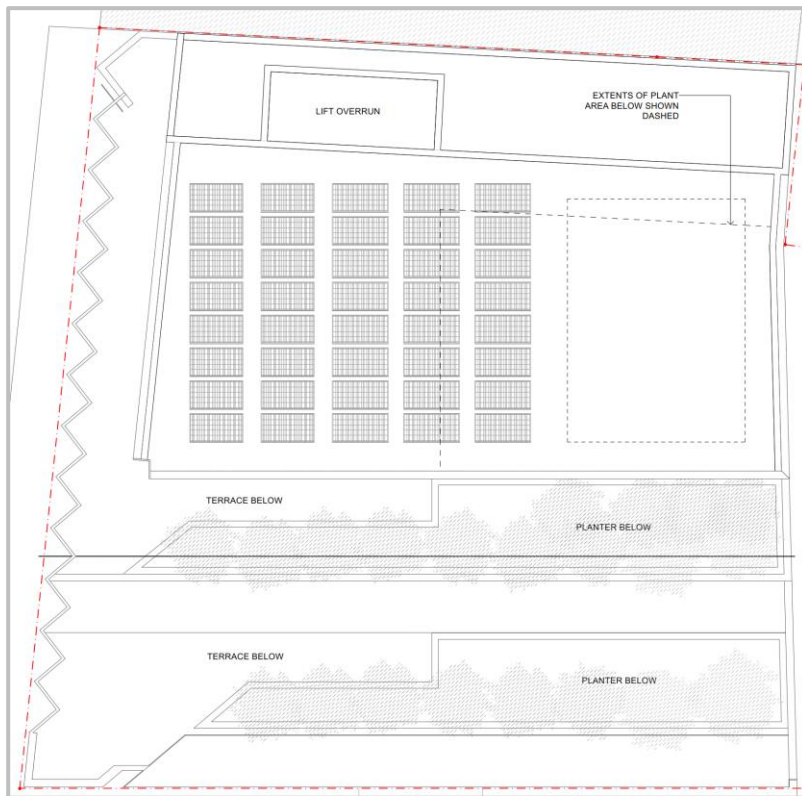 LIFT OVERRUN
EXTENTS OF PLANT
AREA BELOW SHOWN
DASHED
TERRACE BELOW
PLANTER BELOW
TERRACE BELOW
PLANTER BELOW